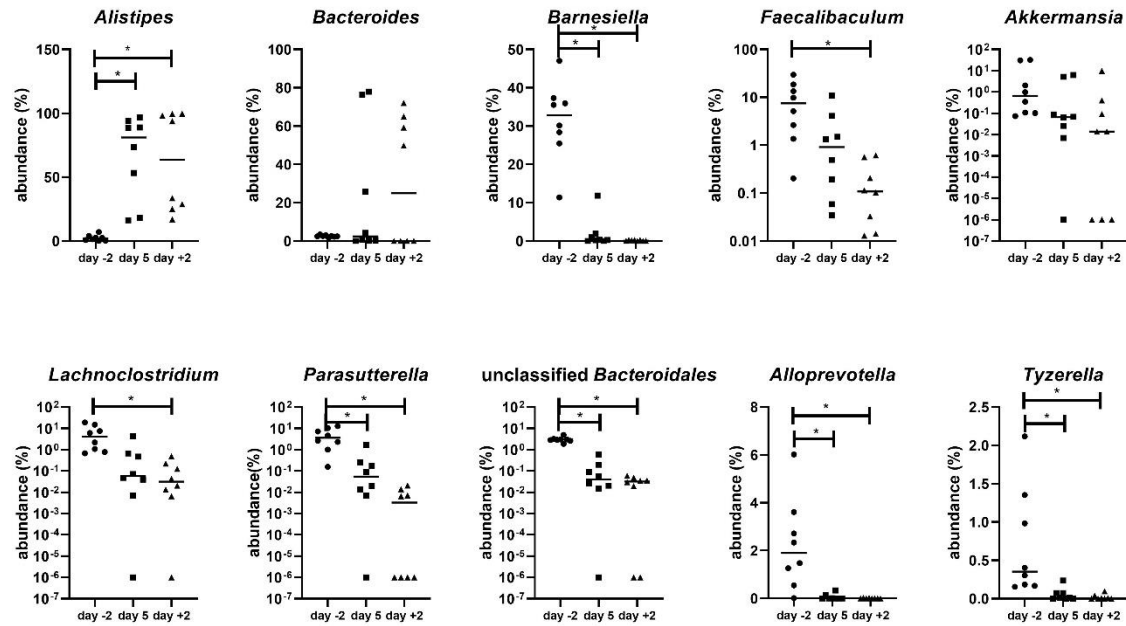 Alistipes
abundance (%)
150
100
50
0
*
*
day -2 day 5 day +2
Bacteroides
abundance (%)
100
80
60
40
20
0
day -2 day 5 day +2
Barnesiella
abundance (%)
50
40
30
20
10
0
*
*
day -2 day 5 day +2
Faecalibaculum
abundance (%)
100
10
1
0.1
0.01
*
day -2 day 5 day +2
Akkermansia
abundance (%)
10²
10¹
10⁰
10⁻¹
10⁻²
10⁻³
10⁻⁴
10⁻⁵
10⁻⁶
10⁻⁷
day -2 day 5 day +2
Lachnoclostridium
abundance (%)
10²
10¹
10⁰
10⁻¹
10⁻²
10⁻³
10⁻⁴
10⁻⁵
10⁻⁶
10⁻⁷
*
day -2 day 5 day +2
Parasutterella
abundance(%)
10²
10¹
10⁰
10⁻¹
10⁻²
10⁻³
10⁻⁴
10⁻⁵
10⁻⁶
10⁻⁷
*
*
day -2 day 5 day +2
unclassified Bacteroidales
abundance (%)
10²
10¹
10⁰
10⁻¹
10⁻²
10⁻³
10⁻⁴
10⁻⁵
10⁻⁶
10⁻⁷
*
*
day -2 day 5 day +2
Alloprevotella
abundance (%)
8
6
4
2
0
*
*
day -2 day 5 day +2
Tyzerella
abundance (%)
2.5
2.0
1.5
1.0
0.5
0.0
*
*
day -2 day 5 day +2